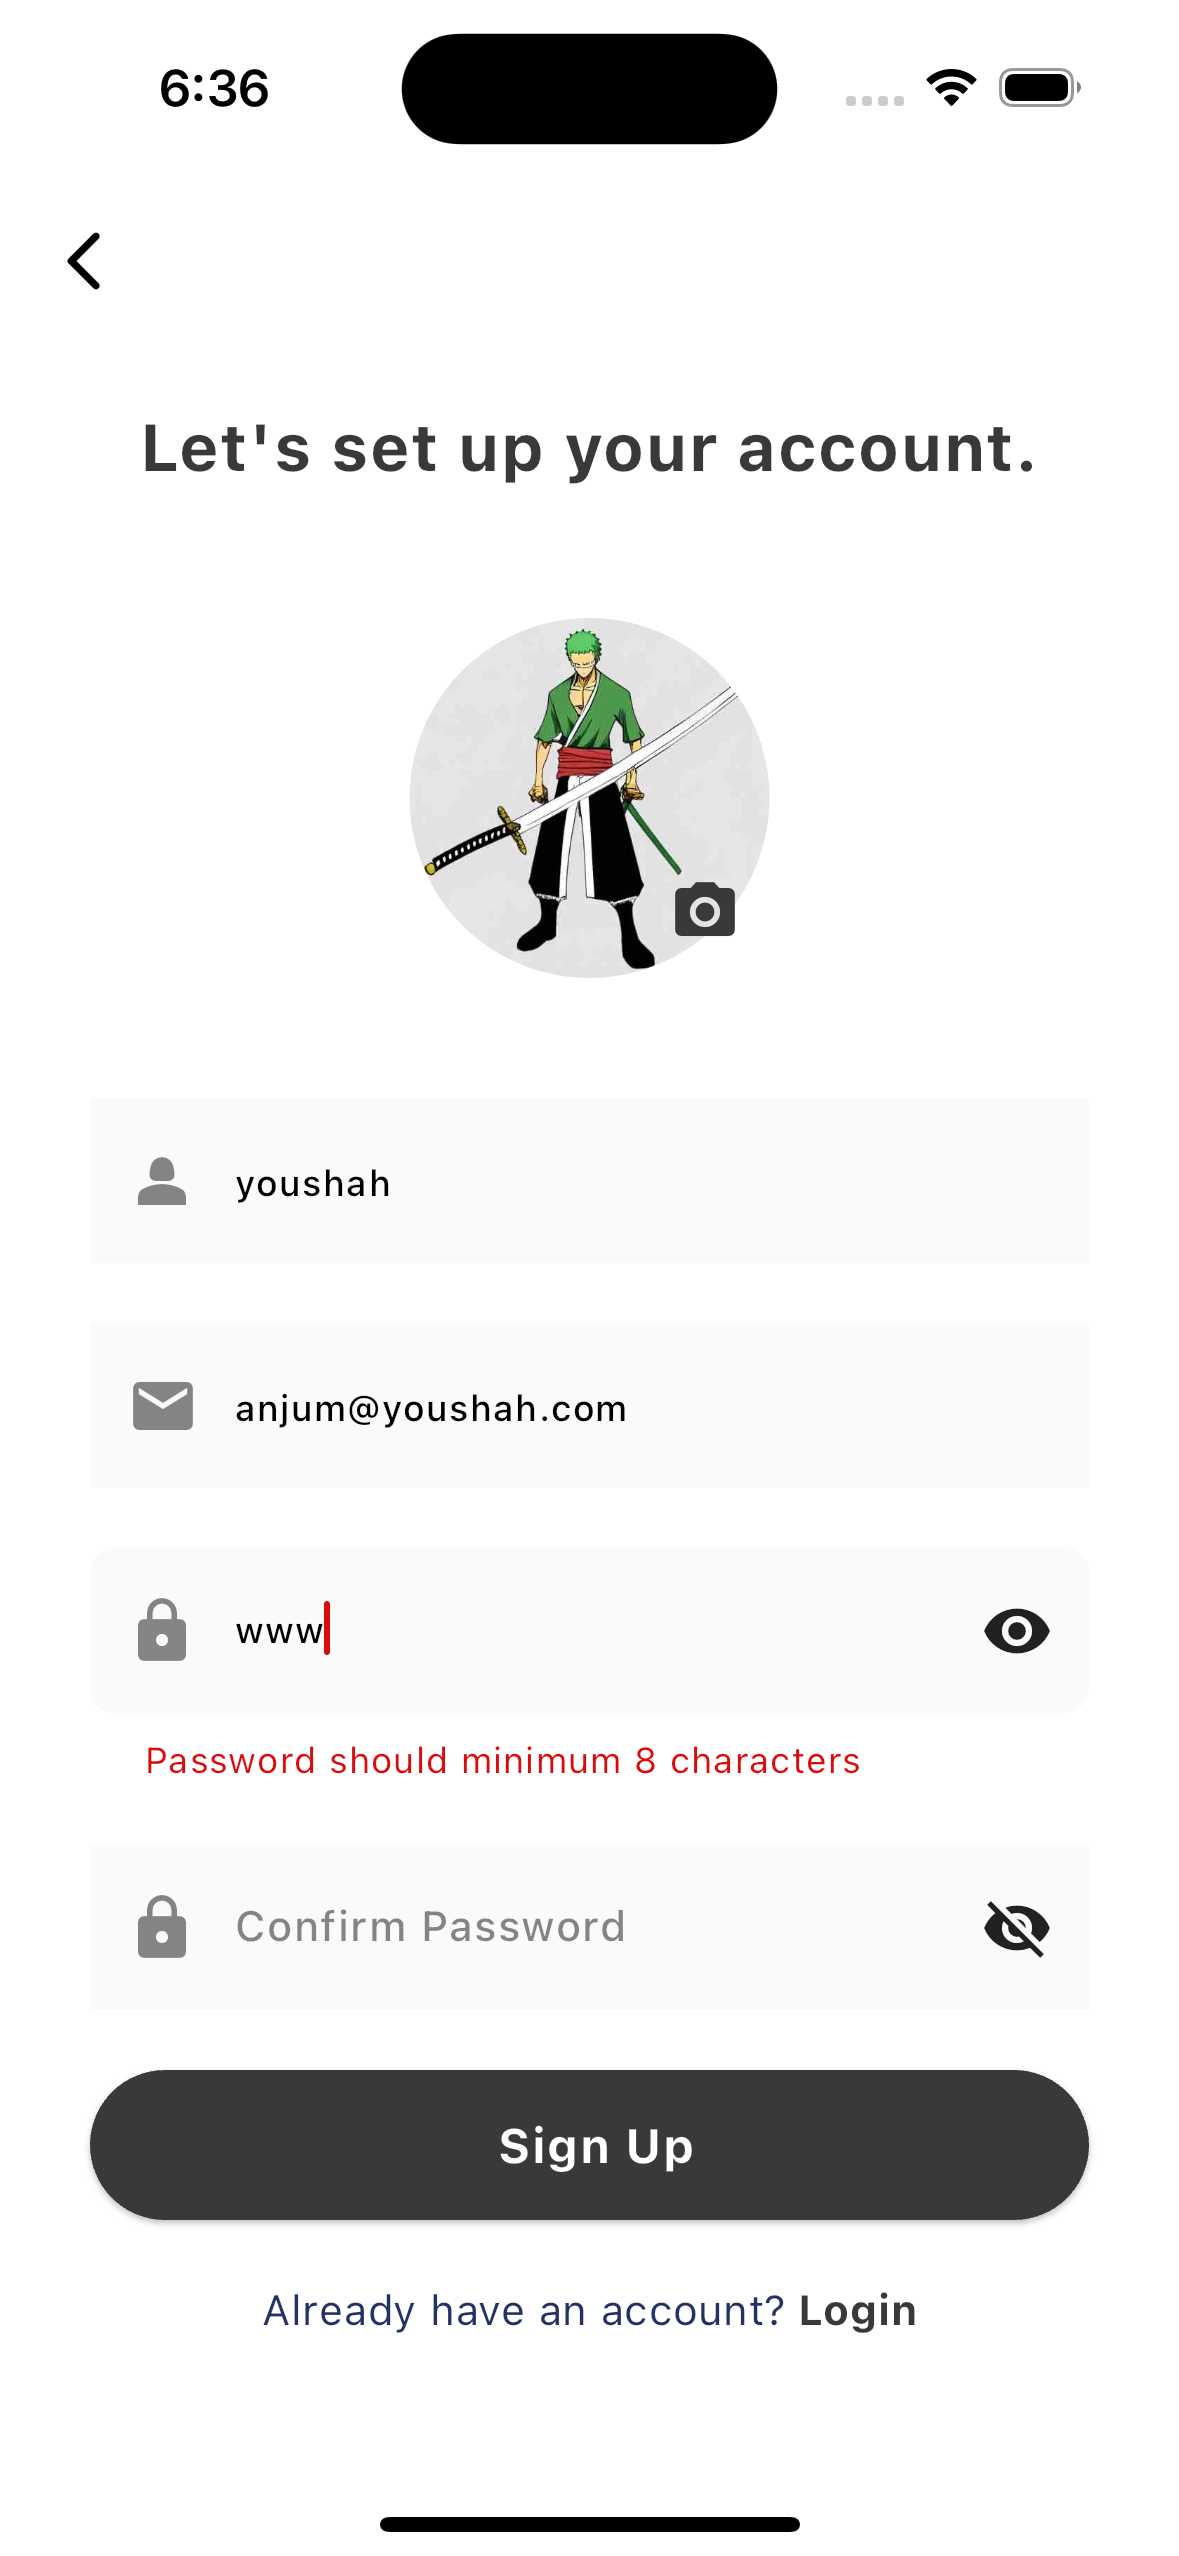 6:36
Let's set up your account.
youshah
anjum@youshah.com
www
Password should minimum 8 characters
Confirm Password
Sign Up
Already have an account? Login